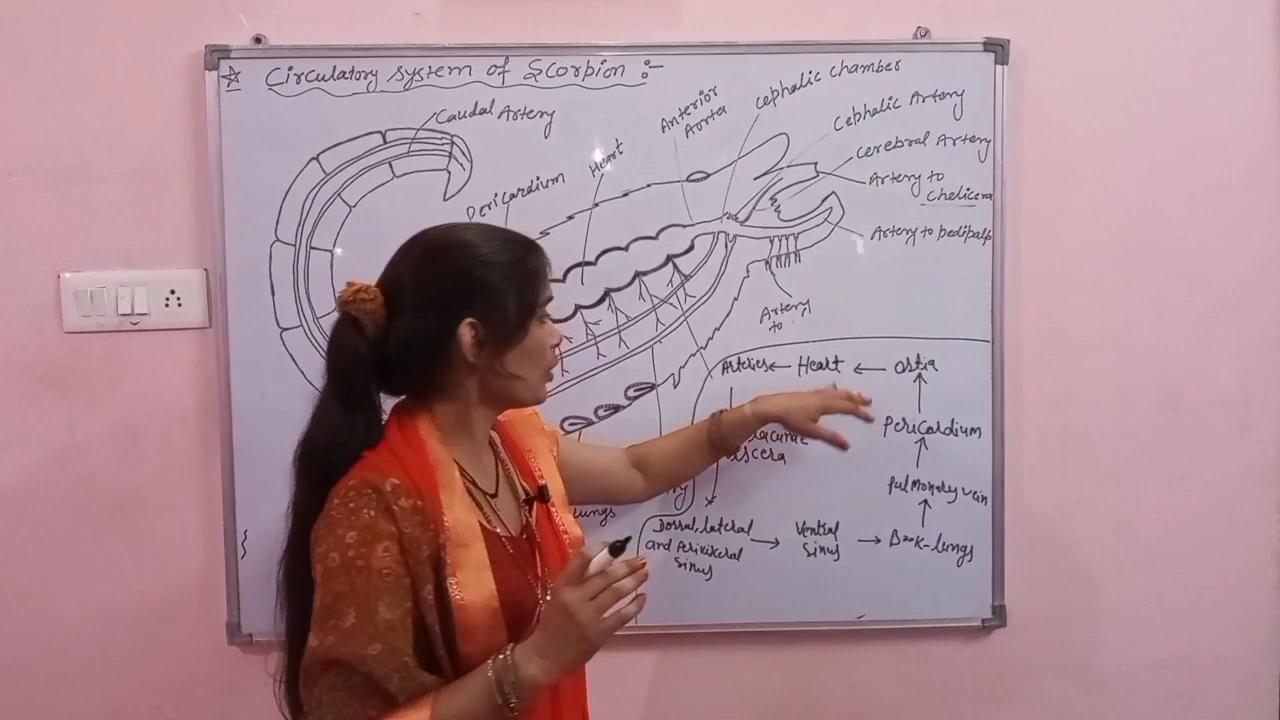 ☆ Circulatory system of Scorpion :-
Caudal Artery
Pericardium
Heart
Anterior
Aorta
cephalic chamber
Cephalic Artery
Cerebral Artery
Artery to
Chelicera
Artery to pedipalp
Artery
to
Arteries ← Heart ← ostia
Pericardium
Pulmonary vein
lacunae
lungs
Dorsal, lateral
and Perivisceral
Sinus
→ Ventral
Sinus
→ Book-lungs